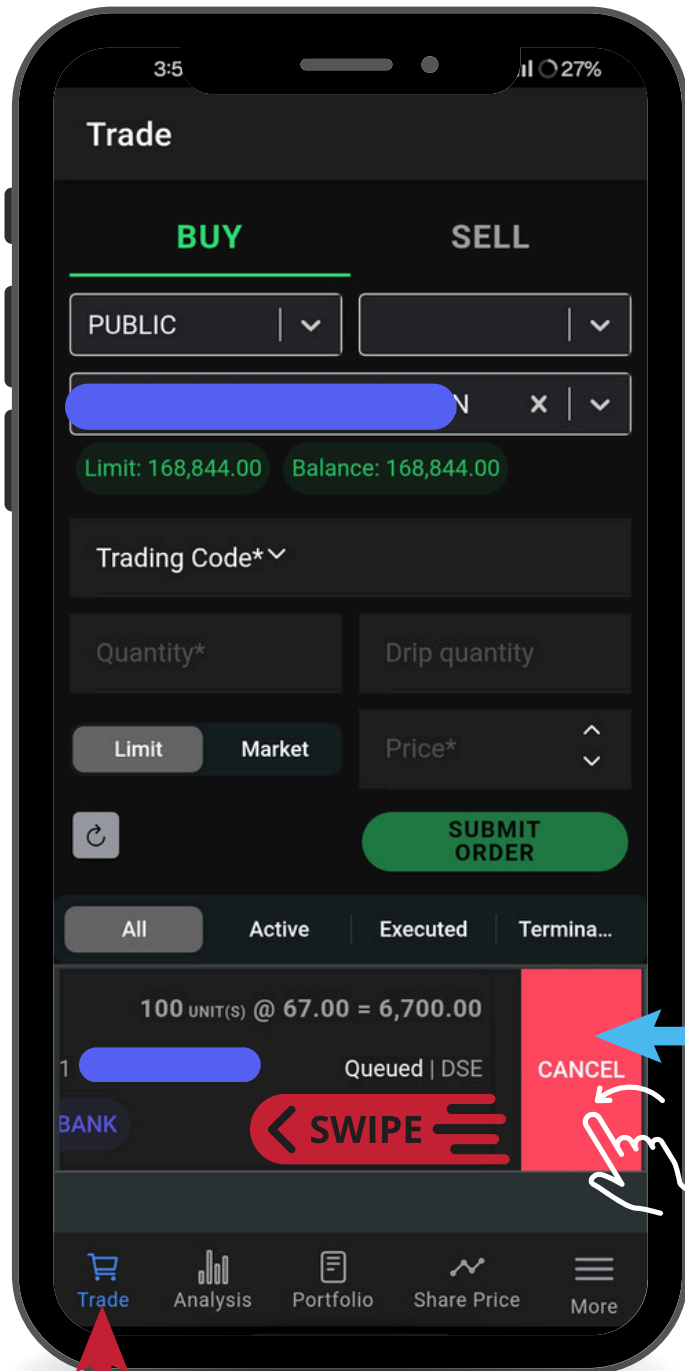 3:5
27%
Trade
BUY
SELL
PUBLIC
N
Limit: 168,844.00
Balance: 168,844.00
Trading Code*
Quantity*
Drip quantity
Limit
Market
Price*
SUBMIT
ORDER
All
Active
Executed
Termina...
100 UNIT(S) @ 67.00 = 6,700.00
1
Queued | DSE
CANCEL
BANK
SWIPE
Trade
Analysis
Portfolio
Share Price
More